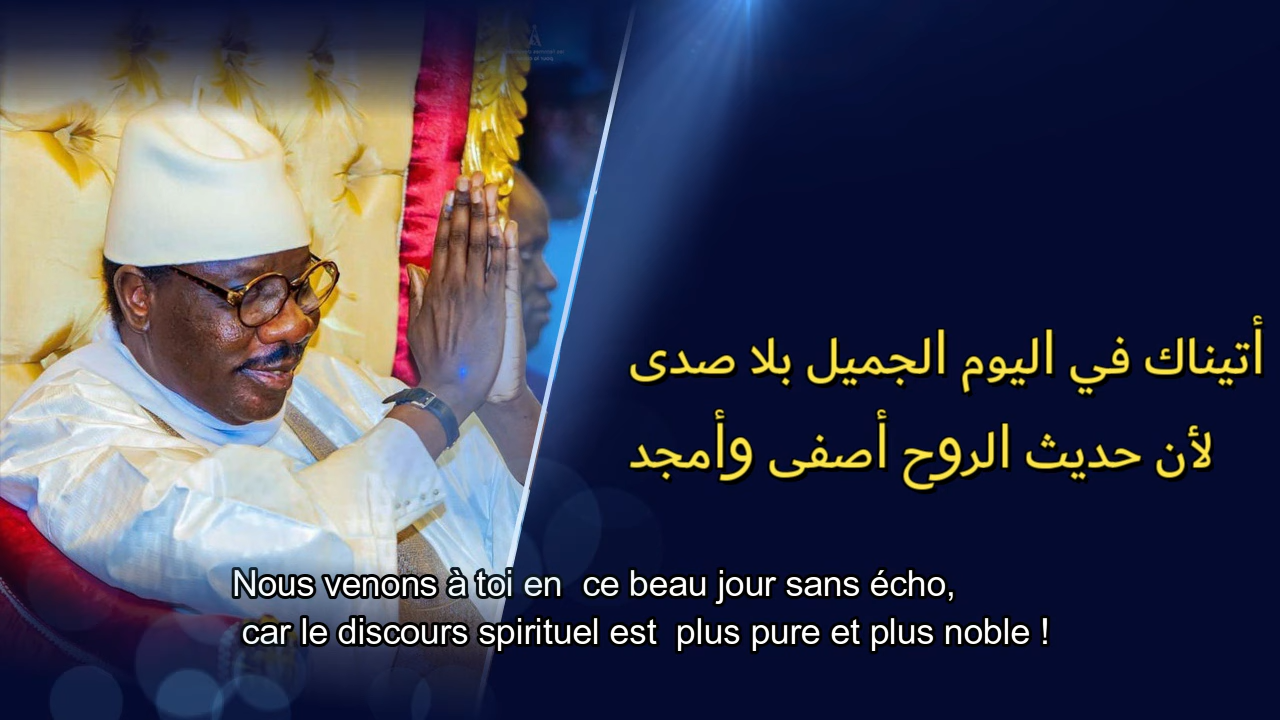 أتيناك في اليوم الجميل بلا صدى
لأن حديث الروح أصفى وأمجد
Nous venons à toi en  ce beau jour sans écho,
car le discours spirituel est  plus pure et plus noble !